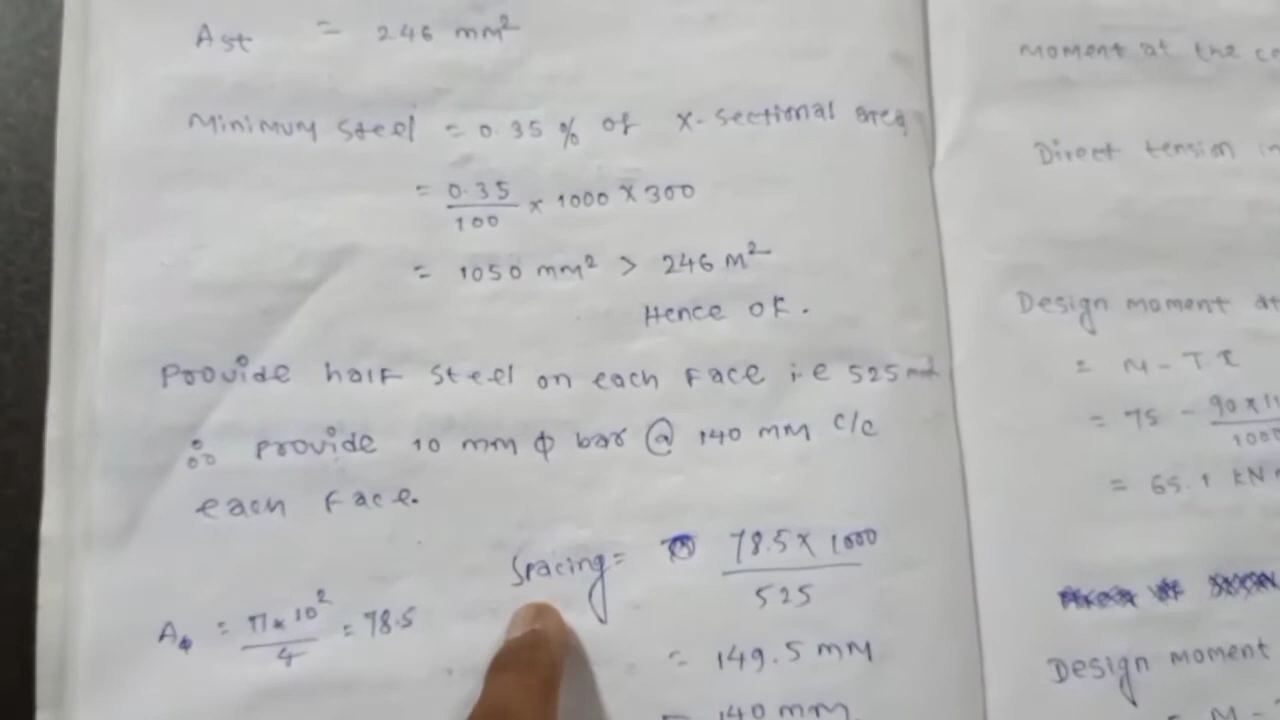 Ast = 246 mm²
Minimum steel = 0.35 % of x-sectional area
= 0.35/100 x 1000 x 300
= 1050 mm² > 246 m²
Hence OK.
Provide half steel on each face i.e 525
∴ provide 10 mm ϕ bar @ 140 mm c/c
each face.
Spacing = 78.5 x 1000 / 525
Aϕ = π x 10² / 4 = 78.5
= 149.5 mm
= 140 mm
moment at the
Direct tension
Design moment at
= M - T x
= 75 -
= 65.1
Design moment